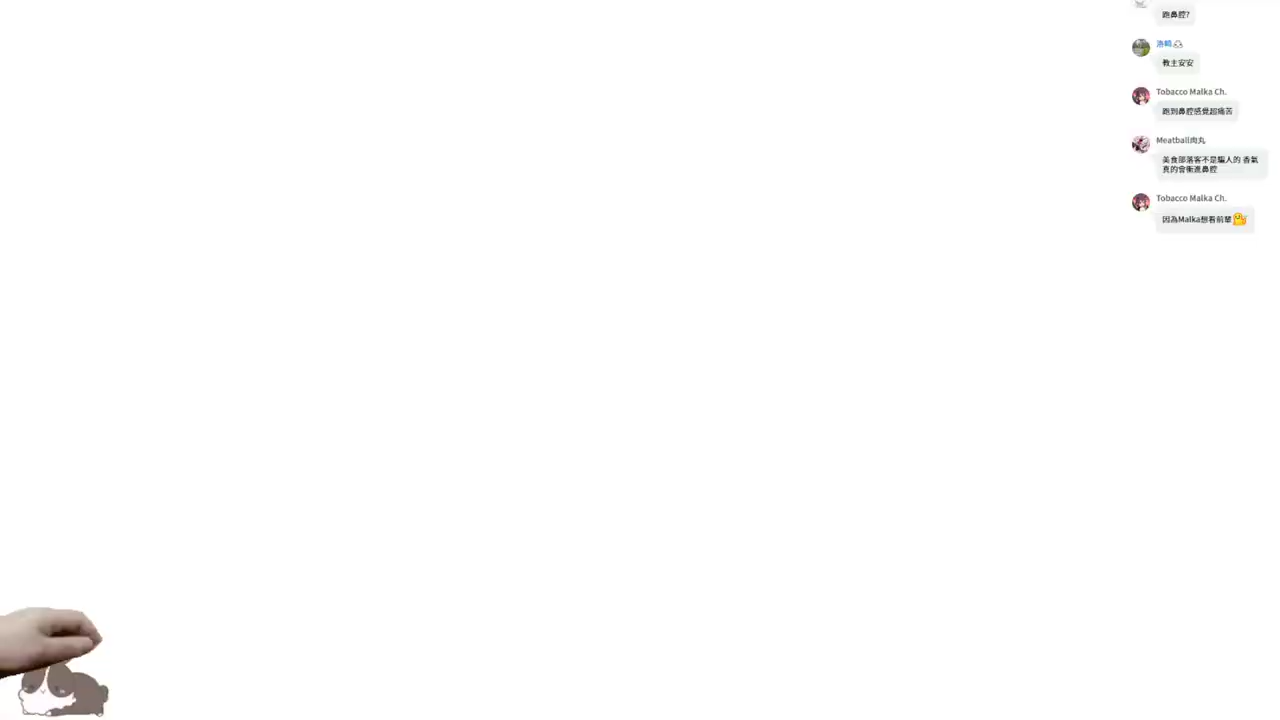 跑鼻腔?
洛崎
教主安安
Tobacco Malka Ch.
跑到鼻腔感覺超痛苦
Meatball肉丸
美食部落客不是騙人的 香氣
真的會衝進鼻腔
Tobacco Malka Ch.
因為Malka想看前輩